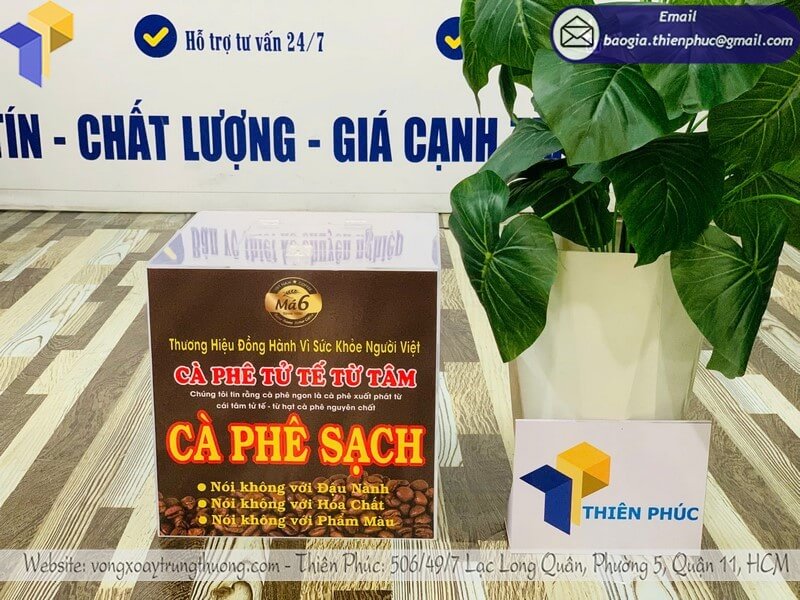 Hỗ trợ tư vấn 24/7
Email
baogia.thienphuc@gmail.com
TÍN - CHẤT LƯỢNG - GIÁ CẠNH
Má6
Thương Hiệu Đồng Hành Vì Sức Khỏe Người Việt
CÀ PHÊ TỬ TẾ TỪ TÂM
Chúng tôi tin rằng cà phê ngon là cà phê xuất phát từ
cái tâm tử tế - từ hạt cà phê nguyên chất
CÀ PHÊ SẠCH
• Nói không với Đậu Nành
• Nói không với Hóa Chất
• Nói không với Phẩm Màu
THIÊN PHÚC
Website: vongxoaytrungthuong.com - Thiên Phúc: 506/49/7 Lạc Long Quân, Phường 5, Quận 11, HCM